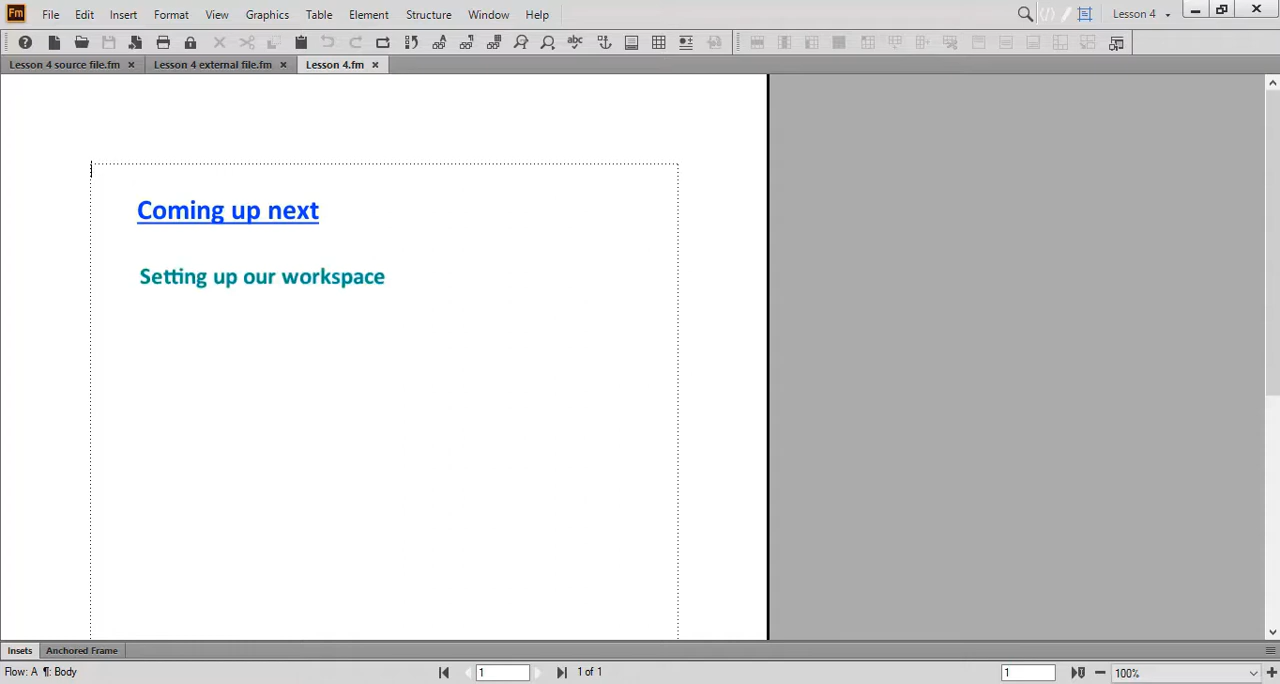 Fm File Edit Insert Format View Graphics Table Element Structure Window Help Lesson 4
Lesson 4 source file.fm Lesson 4 external file.fm Lesson 4.fm
Coming up next
Setting up our workspace
Insets Anchored Frame
Flow: A ¶: Body 1 1 of 1 1 100%